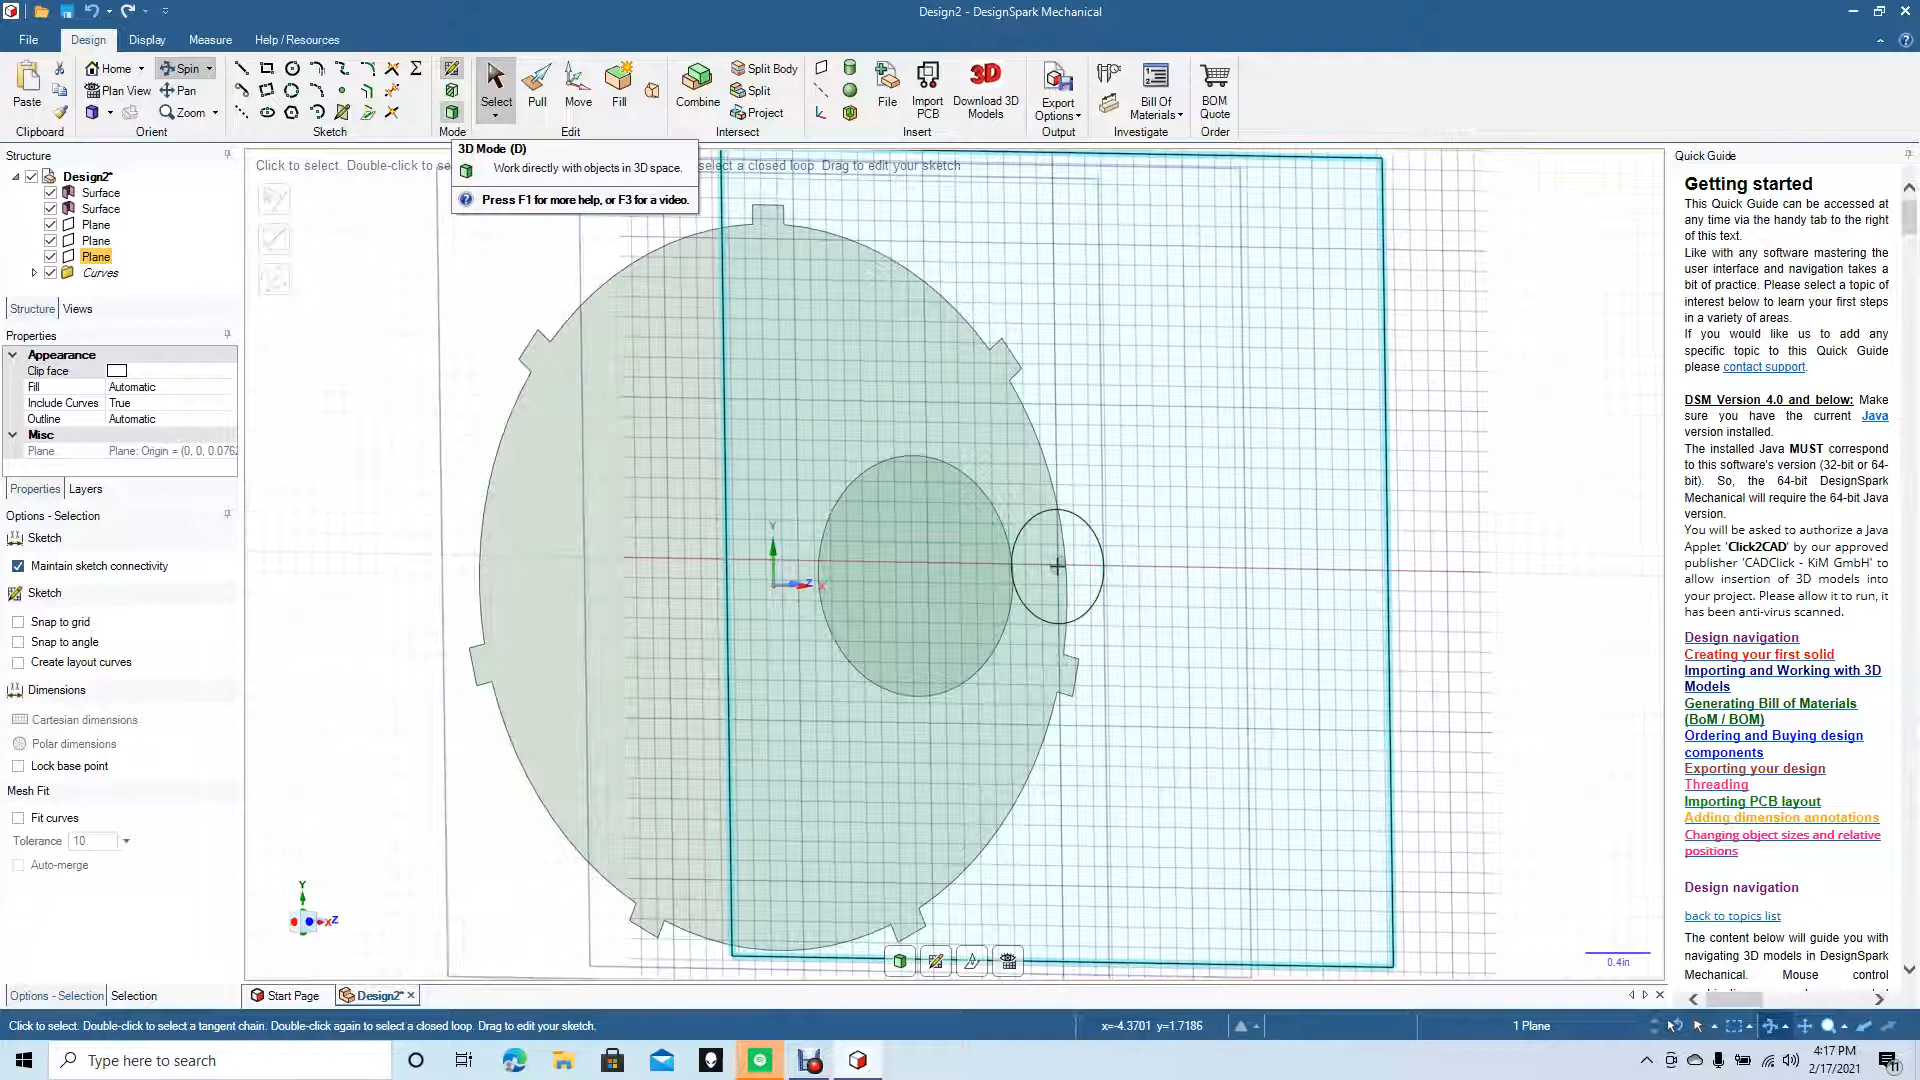 Design2 - DesignSpark Mechanical
File
Design
Display
Measure
Help / Resources
Paste
Home
Spin
Plan View
Pan
Zoom
Select
Pull
Move
Fill
Combine
Split Body
Split
Project
File
Import
PCB
Download 3D
Models
Export
Options
Bill Of
Materials
BOM
Quote
Clipboard
Orient
Sketch
Mode
Edit
Intersect
Insert
Output
Investigate
Order
3D Mode (D)
Work directly with objects in 3D space.
Press F1 for more help, or F3 for a video.
Click to select. Double-click to se
select a closed loop. Drag to edit your sketch
Structure
Design2*
Surface
Surface
Plane
Plane
Plane
Curves
Structure
Views
Properties
Appearance
Clip face
Fill Automatic
Include Curves True
Outline Automatic
Misc
Plane Plane: Origin = (0, 0, 0.0762
Properties
Layers
Options - Selection
Sketch
Maintain sketch connectivity
Sketch
Snap to grid
Snap to angle
Create layout curves
Dimensions
Cartesian dimensions
Polar dimensions
Lock base point
Mesh Fit
Fit curves
Tolerance 10
Auto-merge
Options - Selection
Selection
Y
Z
X
Y
X
Z
0.4in
Start Page
Design2*
Quick Guide
Getting started
This Quick Guide can be accessed at
any time via the handy tab to the right
of this text.
Like with any software mastering the
user interface and navigation takes a
bit of practice. Please select a topic of
interest below to learn your first steps
in a variety of areas.
If you would like us to add any
specific topic to this Quick Guide
please contact support.
DSM Version 4.0 and below: Make
sure you have the current Java
version installed.
The installed Java MUST correspond
to this software's version (32-bit or 64-
bit). So, the 64-bit DesignSpark
Mechanical will require the 64-bit Java
version.
You will be asked to authorize a Java
Applet 'Click2CAD' by our approved
publisher 'CADClick - KiM GmbH' to
allow insertion of 3D models into
your project. Please allow it to run, it
has been anti-virus scanned.
Design navigation
Creating your first solid
Importing and Working with 3D
Models
Generating Bill of Materials
(BoM / BOM)
Ordering and Buying design
components
Exporting your design
Threading
Importing PCB layout
Adding dimension annotations
Changing object sizes and relative
positions
Design navigation
back to topics list
The content below will guide you with
navigating 3D models in DesignSpark
Mechanical. Mouse control
Click to select. Double-click to select a tangent chain. Double-click again to select a closed loop. Drag to edit your sketch.
x=-4.3701 y=1.7186
1 Plane
Type here to search
4:17 PM
2/17/2021
11